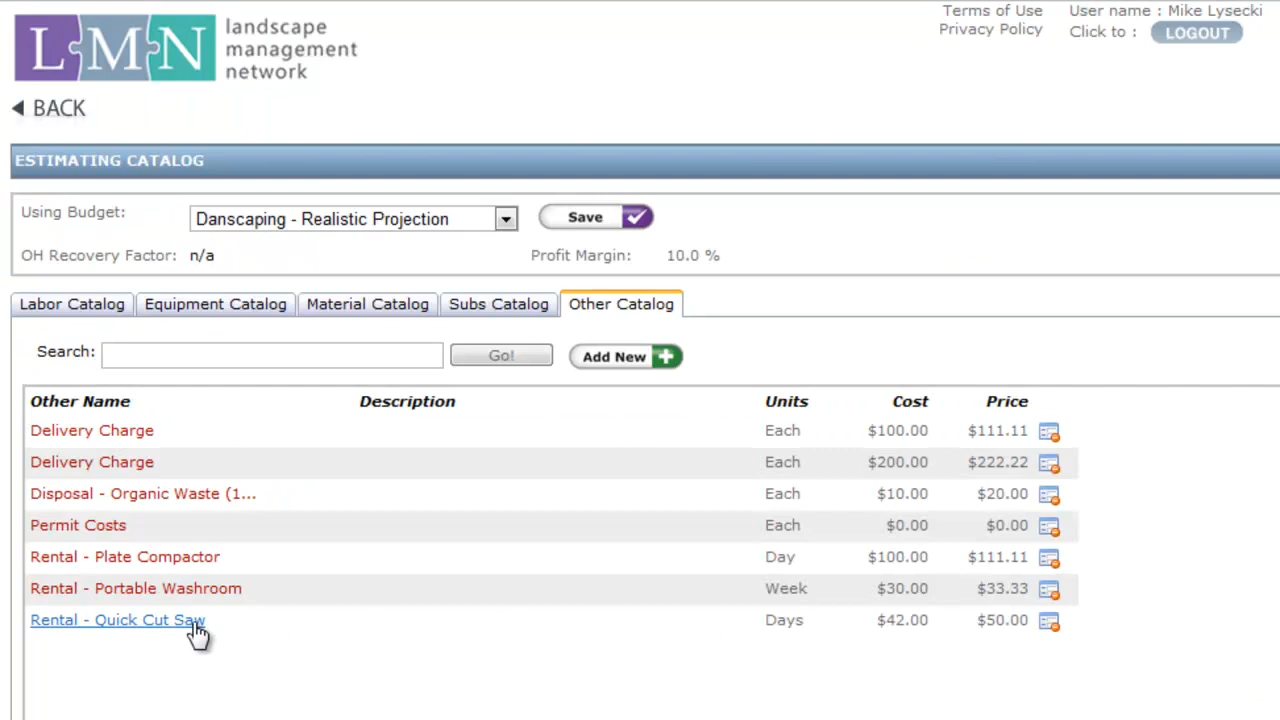 LMN landscape
management
network
Terms of Use User name : Mike Lysecki
Privacy Policy Click to : LOGOUT
BACK
ESTIMATING CATALOG
Using Budget: Danscaping - Realistic Projection Save
OH Recovery Factor: n/a Profit Margin: 10.0 %
Labor Catalog Equipment Catalog Material Catalog Subs Catalog Other Catalog
Search: Go! Add New
Other Name Description Units Cost Price
Delivery Charge Each $100.00 $111.11
Delivery Charge Each $200.00 $222.22
Disposal - Organic Waste (1... Each $10.00 $20.00
Permit Costs Each $0.00 $0.00
Rental - Plate Compactor Day $100.00 $111.11
Rental - Portable Washroom Week $30.00 $33.33
Rental - Quick Cut Saw Days $42.00 $50.00